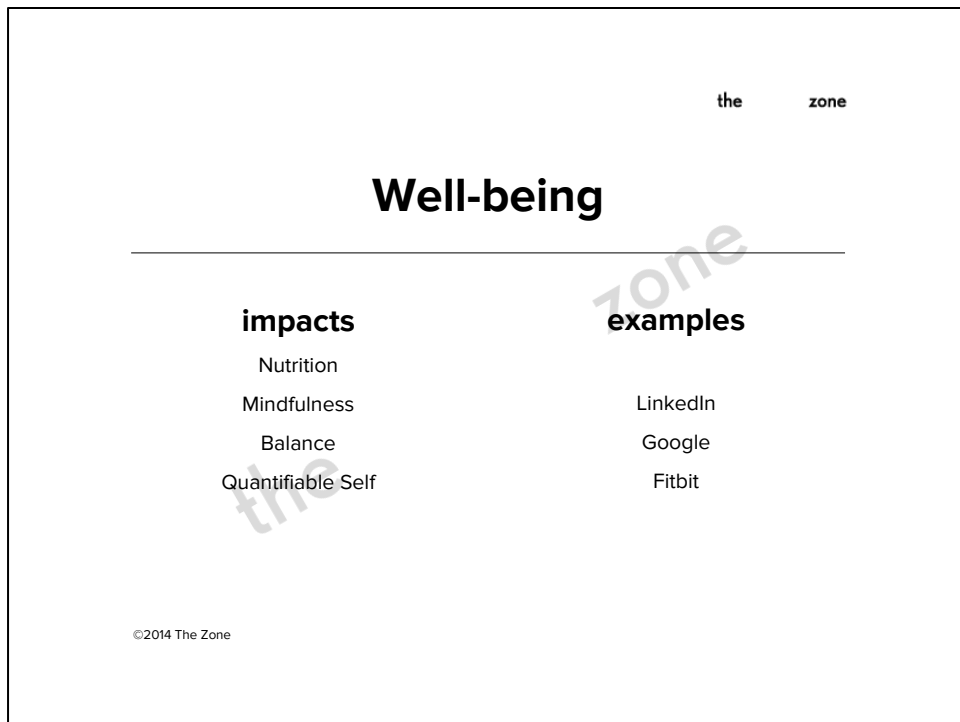 the zone
Well-being
zone
impacts
Nutrition
Mindfulness
Balance
Quantifiable Self
the
examples
LinkedIn
Google
Fitbit
©2014 The Zone